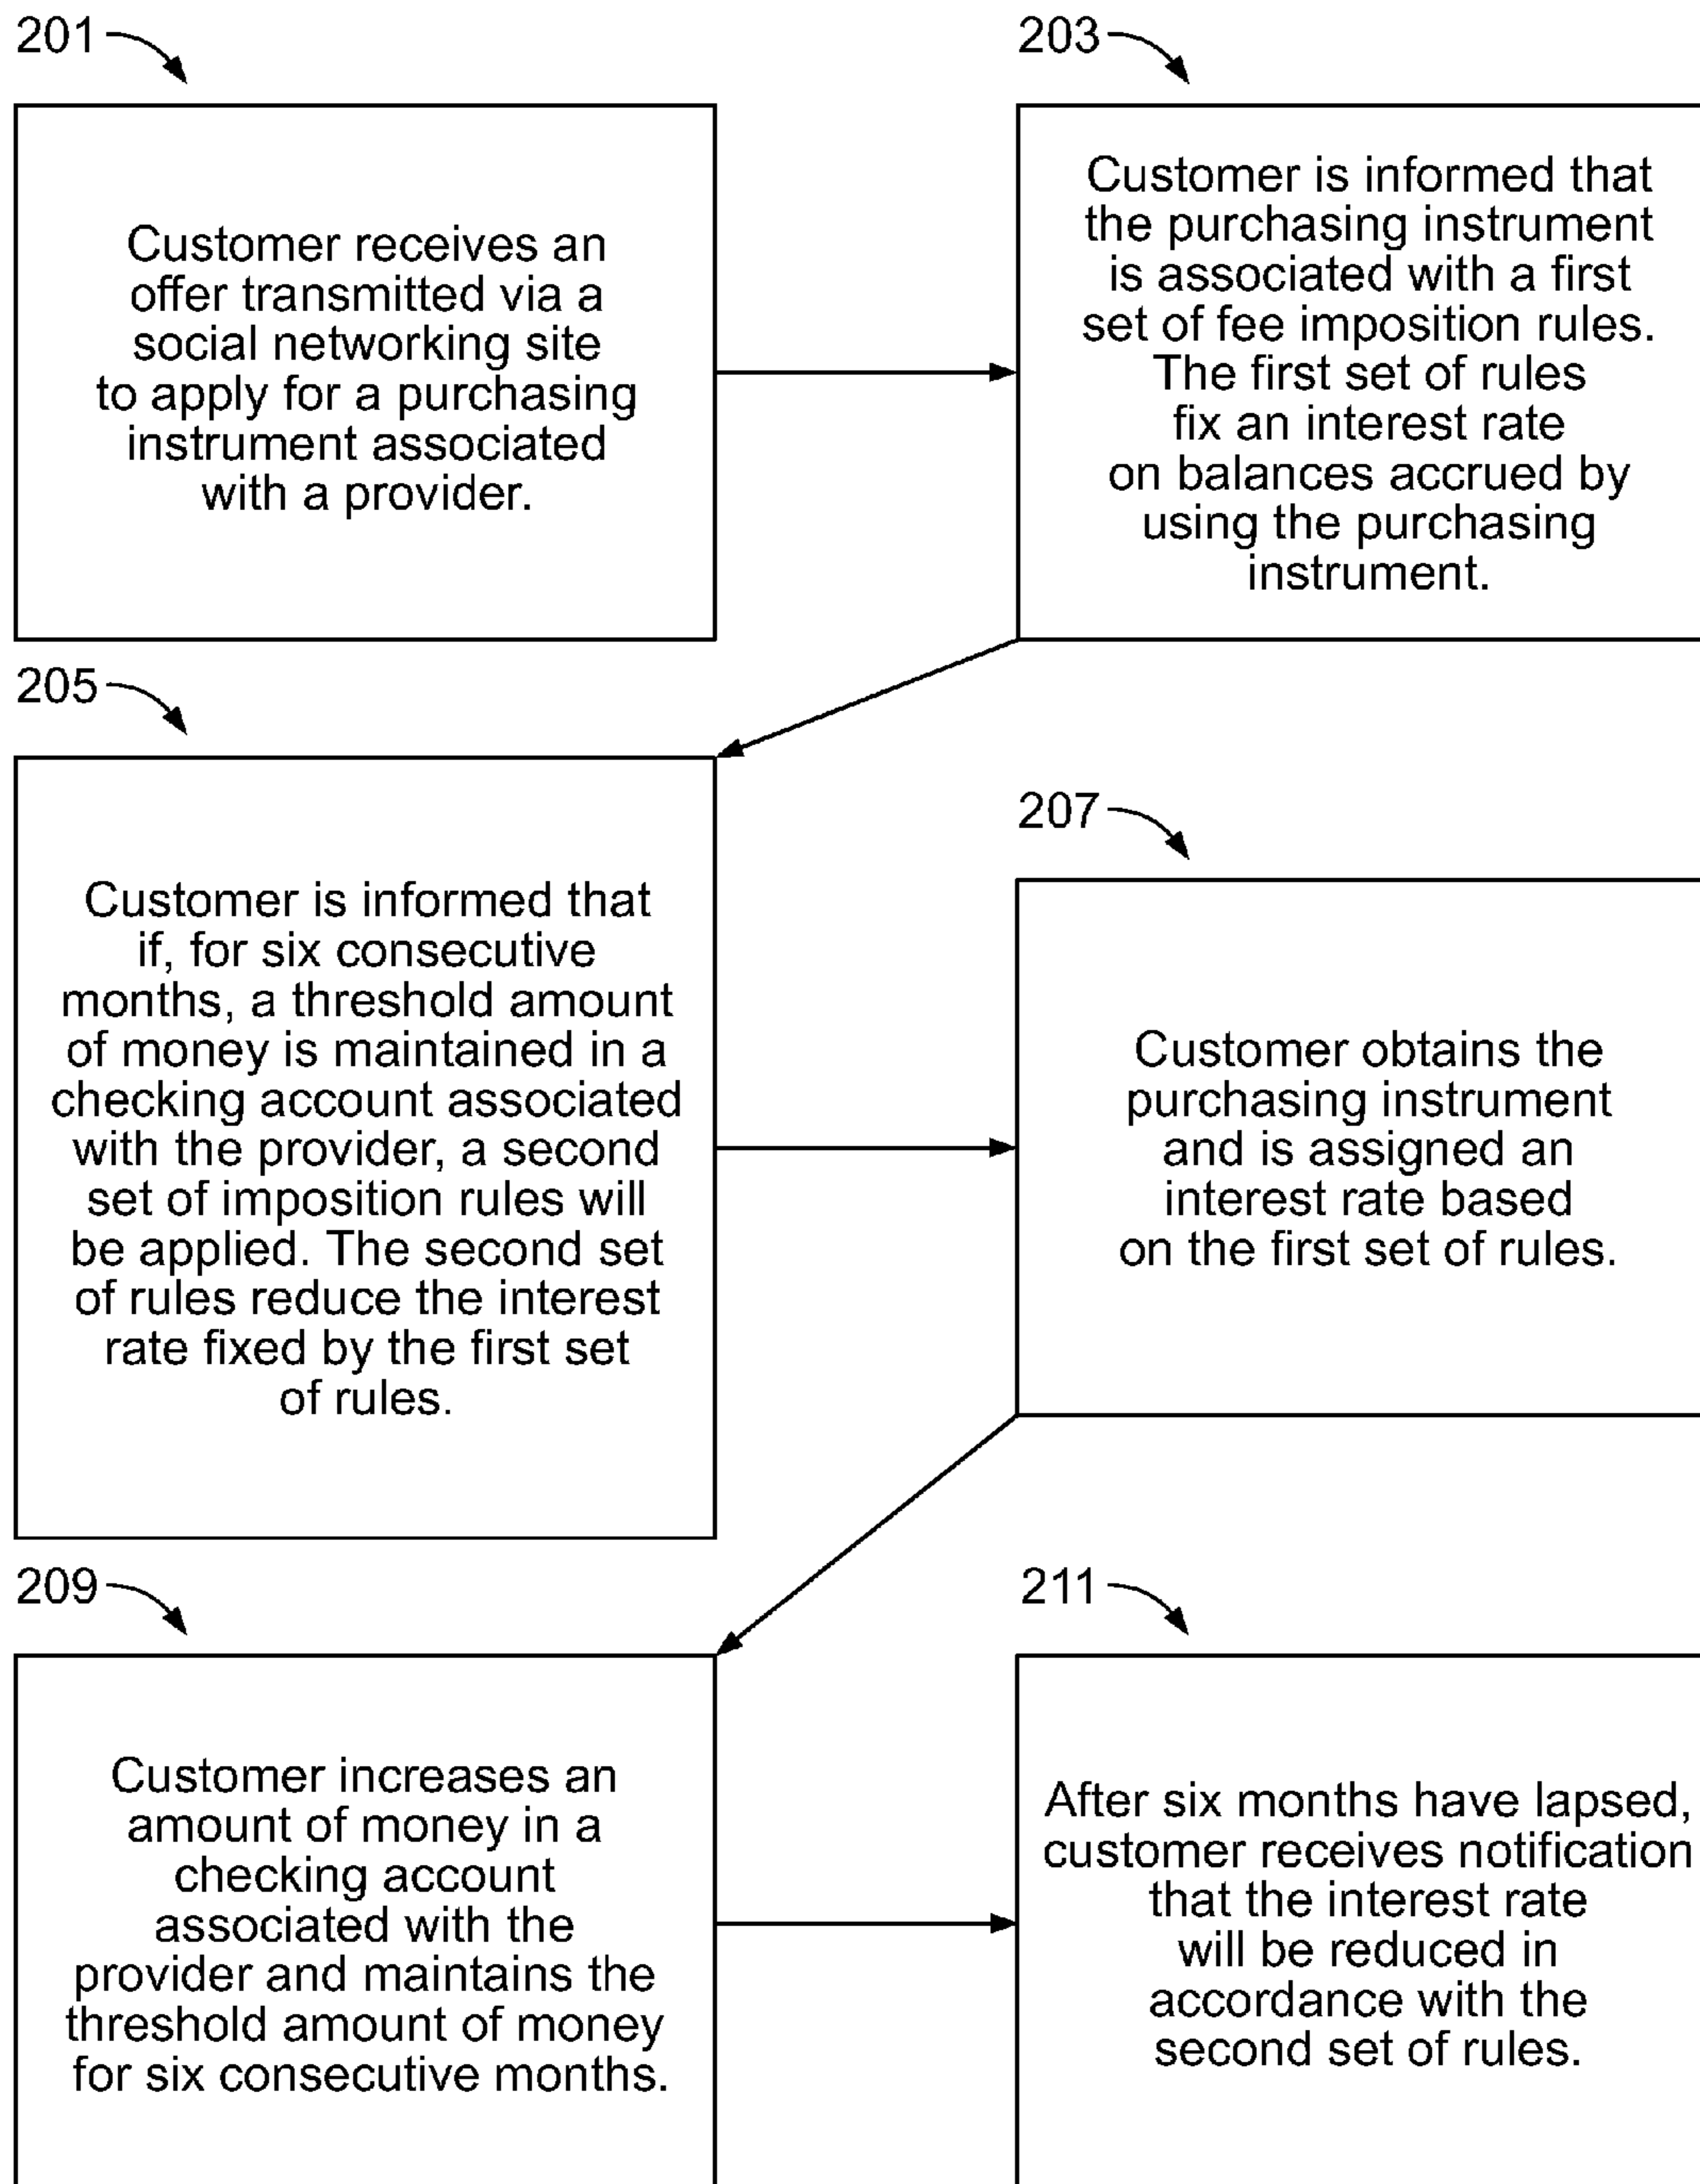 201
Customer receives an
offer transmitted via a
social networking site
to apply for a purchasing
instrument associated
with a provider.
203
Customer is informed that
the purchasing instrument
is associated with a first
set of fee imposition rules.
The first set of rules
fix an interest rate
on balances accrued by
using the purchasing
instrument.
205
Customer is informed that
if, for six consecutive
months, a threshold amount
of money is maintained in a
checking account associated
with the provider, a second
set of imposition rules will
be applied. The second set
of rules reduce the interest
rate fixed by the first set
of rules.
207
Customer obtains the
purchasing instrument
and is assigned an
interest rate based
on the first set of rules.
209
Customer increases an
amount of money in a
checking account
associated with the
provider and maintains the
threshold amount of money
for six consecutive months.
211
After six months have lapsed,
customer receives notification
that the interest rate
will be reduced in
accordance with the
second set of rules.